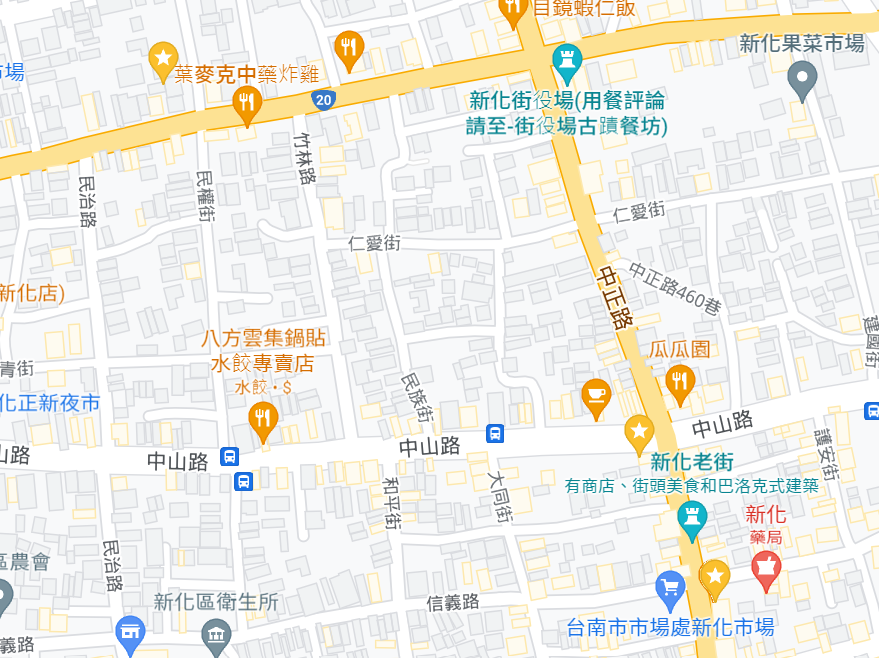 目鏡蝦仁飯
新化果菜市場
市場
葉麥克中藥炸雞
20
新化街役場(用餐評論
請至-街役場古蹟餐坊)
竹林路
民治路
民權街
仁愛街
仁愛街
中正路460巷
中正路
新化店)
建國街
八方雲集鍋貼
水餃專賣店
水餃・$
瓜瓜園
青街
民族街
化正新夜市
中山路
護安街
中山路
山路
中山路
新化老街
有商店、街頭美食和巴洛克式建築
和平街
大同街
新化
藥局
民治路
區農會
新化區衛生所
信義路
台南市市場處新化市場
義路